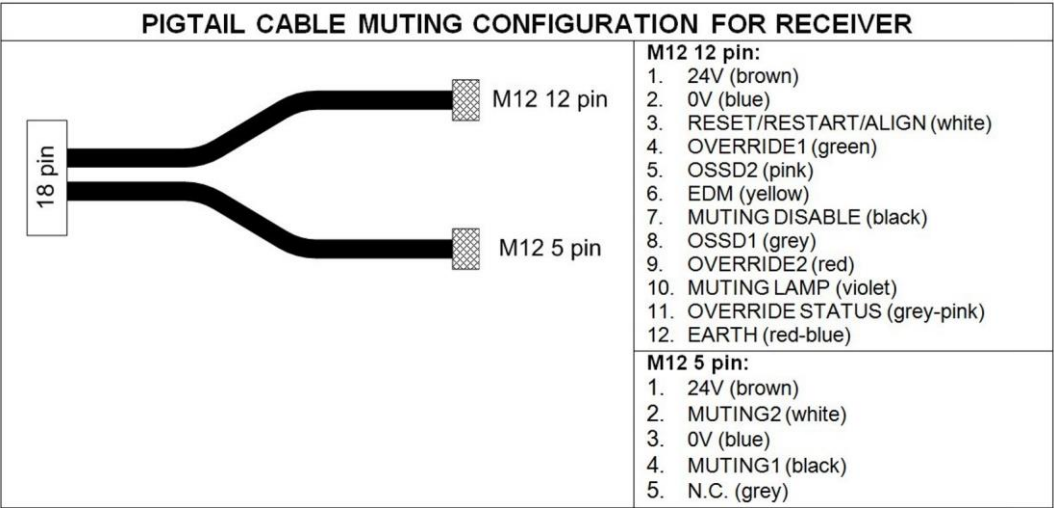 PIGTAIL CABLE MUTING CONFIGURATION FOR RECEIVER
18 pin
M12 12 pin
M12 5 pin
M12 12 pin:
1. 24V (brown)
2. 0V (blue)
3. RESET/RESTART/ALIGN (white)
4. OVERRIDE1 (green)
5. OSSD2 (pink)
6. EDM (yellow)
7. MUTING DISABLE (black)
8. OSSD1 (grey)
9. OVERRIDE2 (red)
10. MUTING LAMP (violet)
11. OVERRIDE STATUS (grey-pink)
12. EARTH (red-blue)
M12 5 pin:
1. 24V (brown)
2. MUTING2 (white)
3. 0V (blue)
4. MUTING1 (black)
5. N.C. (grey)